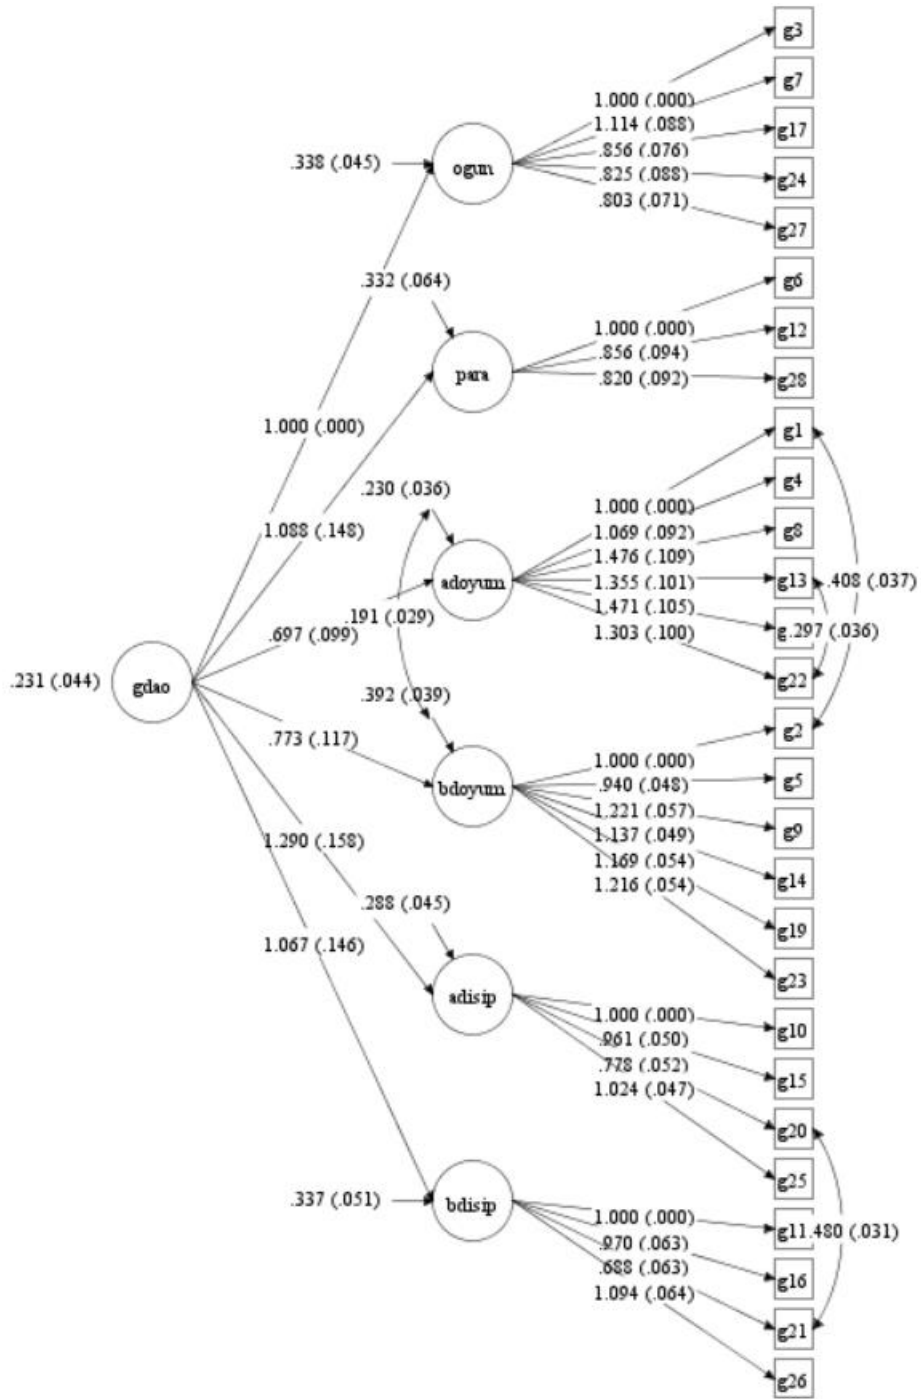 g3
g7
1.000 (.000)
1.114 (.088)
g17
.856 (.076)
.338 (.045)
ogun
.825 (.088)
g24
.803 (.071)
g27
.332 (.064)
g6
1.000 (.000)
g12
.856 (.094)
para
.820 (.092)
g28
1.000 (.000)
g1
.230 (.036)
g4
1.000 (.000)
1.088 (.148)
1.069 (.092)
g8
1.476 (.109)
adoyum
1.355 (.101)
g13
.408 (.037)
1.471 (.105)
.191 (.029)
.697 (.099)
1.303 (.100)
g
.297 (.036)
.231 (.044)
gdao
g22
.392 (.039)
.773 (.117)
g2
1.000 (.000)
.940 (.048)
g5
bdoyum
1.221 (.057)
1.137 (.049)
g9
1.290 (.158)
1.169 (.054)
1.216 (.054)
g14
.288 (.045)
g19
1.067 (.146)
g23
adisip
1.000 (.000)
g10
.961 (.050)
.778 (.052)
g15
1.024 (.047)
g20
g25
.337 (.051)
bdisip
1.000 (.000)
g11
.480 (.031)
.970 (.063)
.688 (.063)
g16
1.094 (.064)
g21
g26